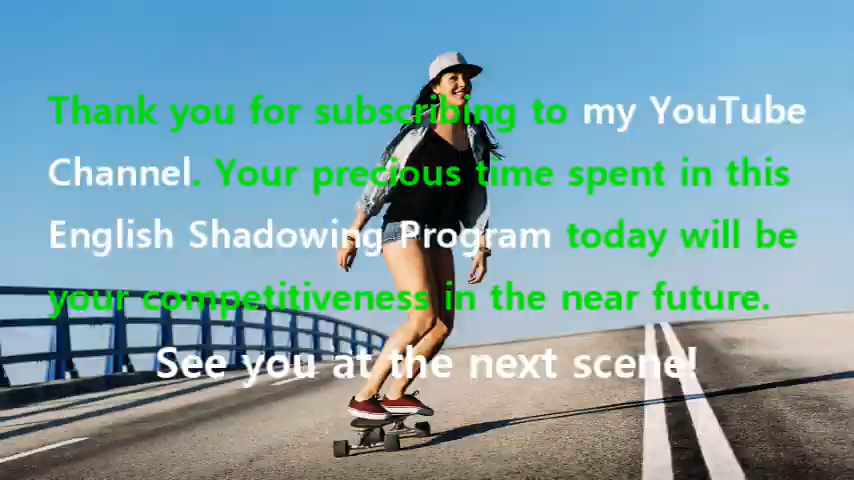 Thank you for subscribing to my YouTube
Channel. Your precious time spent in this
English Shadowing Program today will be
your competitiveness in the near future.
See you at the next scene!